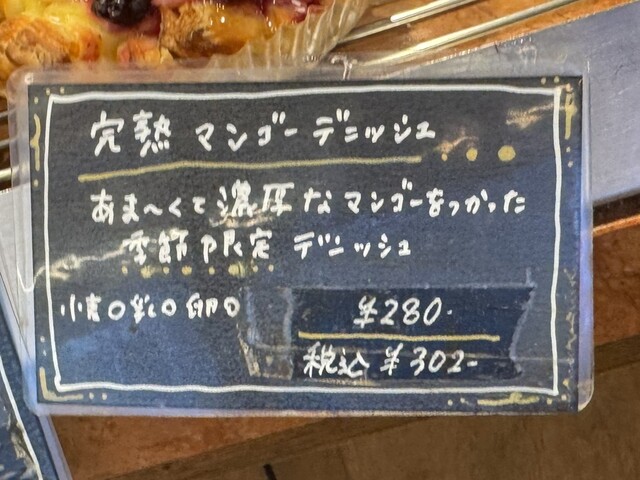 完熟 マンゴー デニッシュ
あま〜くて濃厚なマンゴーをつかった
季節限定 デニッシュ
小麦○乳○卵○
¥280-
税込 ¥302-